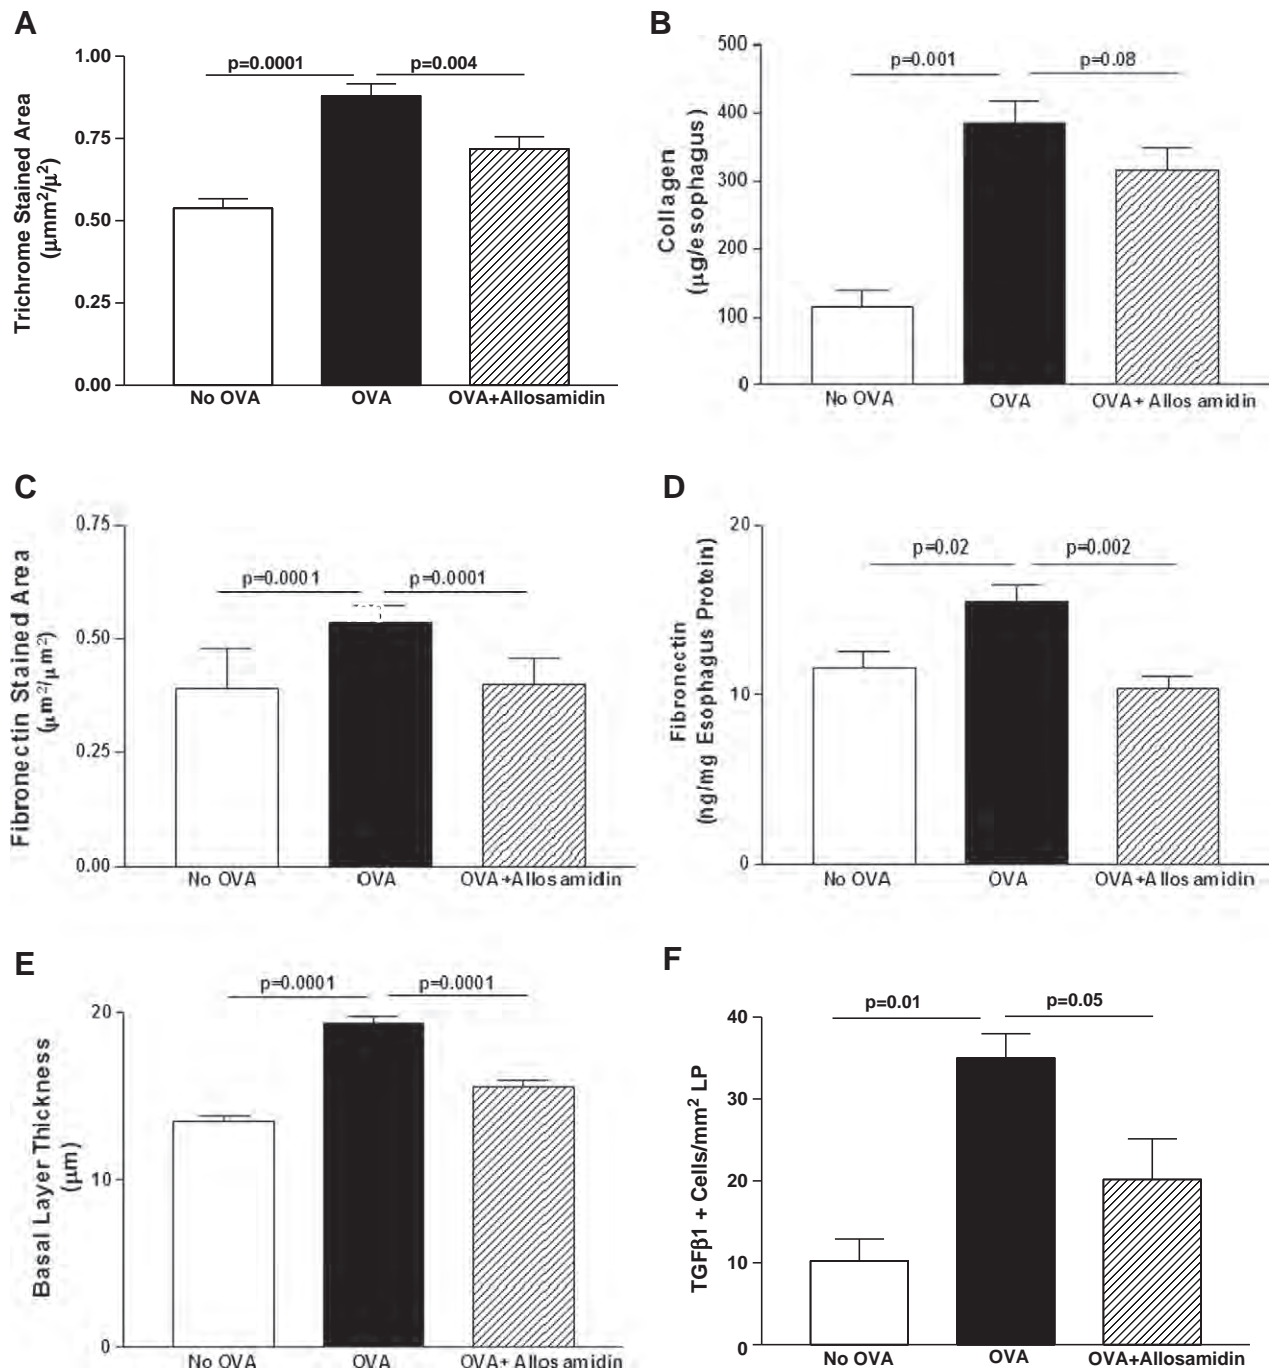 A
Trichrome Stained Area
(μmm²/μ²)
1.00
0.75
0.50
0.25
0.00
p=0.0001
p=0.004
No OVA
OVA
OVA+Allosamidin
B
Collagen
(μg/esophagus)
500
400
300
200
100
0
p=0.001
p=0.08
No OVA
OVA
OVA+Allosamidin
C
Fibronectin Stained Area
(μm²/μm²)
0.75
0.50
0.25
0.00
p=0.0001
p=0.0001
No OVA
OVA
OVA+Allosamidin
D
Fibronectin
(ng/mg Esophagus Protein)
20
10
0
p=0.02
p=0.002
No OVA
OVA
OVA+Allosamidin
E
Basal Layer Thickness
(μm)
20
10
0
p=0.0001
p=0.0001
No OVA
OVA
OVA+Allosamidin
F
TGFβ1 + Cells/mm² LP
40
30
20
10
0
p=0.01
p=0.05
No OVA
OVA
OVA+Allosamidin